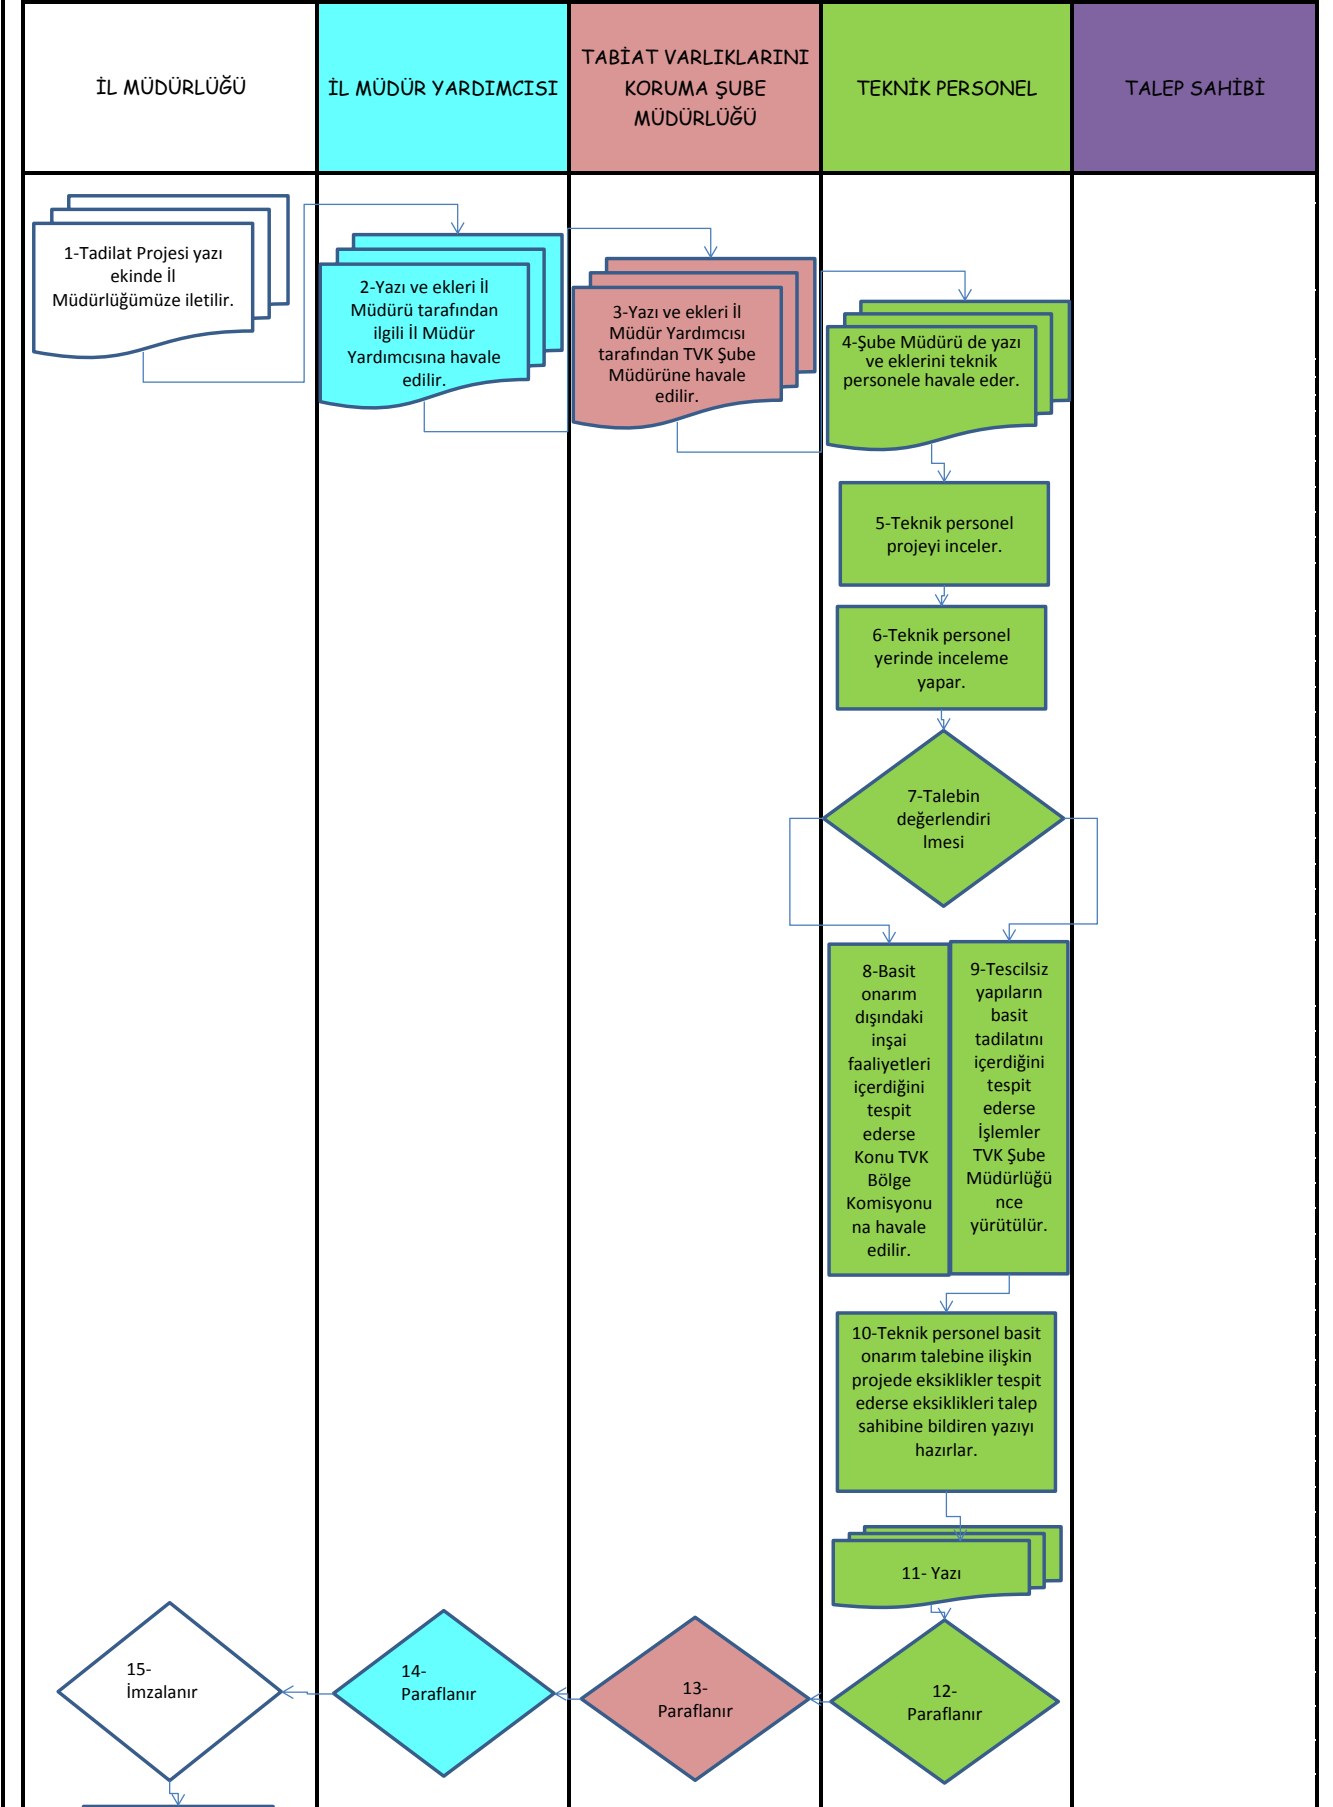 İL MÜDÜRLÜĞÜ
İL MÜDÜR YARDIMCISI
TABİAT VARLIKLARINI
KORUMA ŞUBE
MÜDÜRLÜĞÜ
TEKNİK PERSONEL
TALEP SAHİBİ
1-Tadilat Projesi yazı
ekinde İl
Müdürlüğümüze iletilir.
2-Yazı ve ekleri İl
Müdürü tarafından
ilgili İl Müdür
Yardımcısına havale
edilir.
3-Yazı ve ekleri İl
Müdür Yardımcısı
tarafından TVK Şube
Müdürüne havale
edilir.
4-Şube Müdürü de yazı
ve eklerini teknik
personele havale eder.
5-Teknik personel
projeyi inceler.
6-Teknik personel
yerinde inceleme
yapar.
7-Talebin
değerlendiri
lmesi
8-Basit
onarım
dışındaki
inşai
faaliyetleri
içerdiğini
tespit
ederse
Konu TVK
Bölge
Komisyonu
na havale
edilir.
9-Tescilsiz
yapıların
basit
tadilatını
içerdiğini
tespit
ederse
İşlemler
TVK Şube
Müdürlüğü
nce
yürütülür.
10-Teknik personel basit
onarım talebine ilişkin
projede eksiklikler tespit
ederse eksiklikleri talep
sahibine bildiren yazıyı
hazırlar.
11- Yazı
15-
İmzalanır
14-
Paraflanır
13-
Paraflanır
12-
Paraflanır